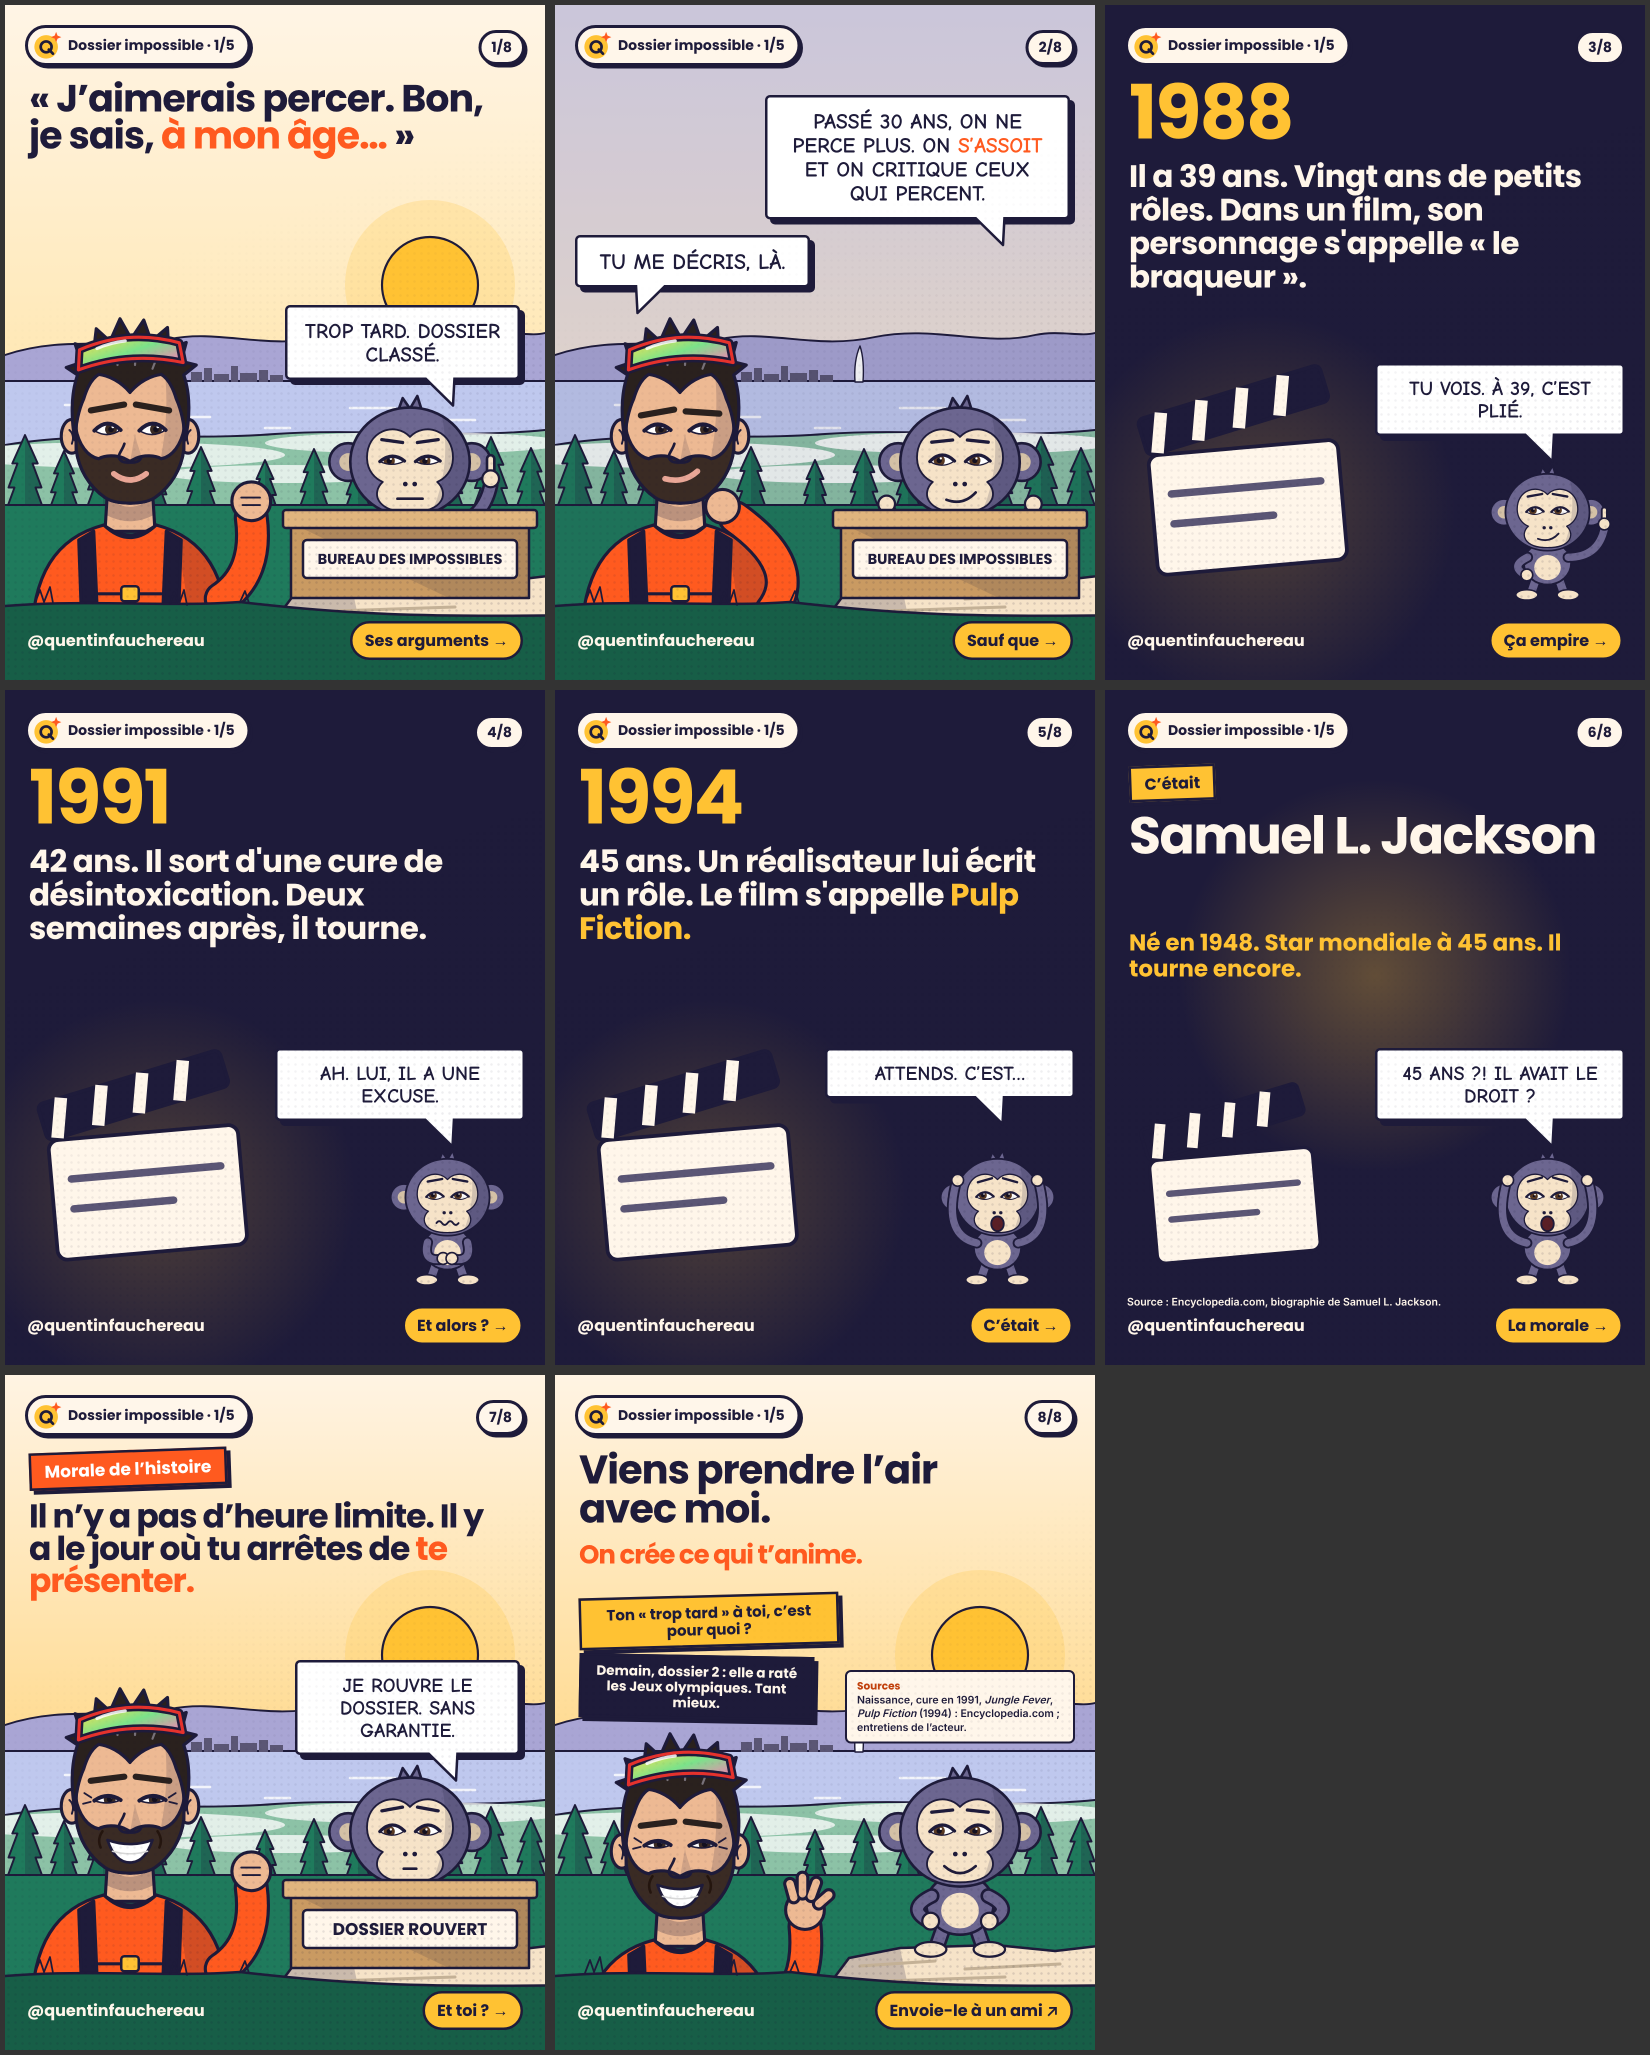 Q Dossier impossible · 1/5
1/8
« J’aimerais percer. Bon,
je sais, à mon âge... »
TROP TARD. DOSSIER
CLASSÉ.
BUREAU DES IMPOSSIBLES
@quentinfauchereau
Ses arguments →
Q Dossier impossible · 1/5
2/8
PASSÉ 30 ANS, ON NE
PERCE PLUS. ON S’ASSOIT
ET ON CRITIQUE CEUX
QUI PERCENT.
TU ME DÉCRIS, LÀ.
BUREAU DES IMPOSSIBLES
@quentinfauchereau
Sauf que →
Q Dossier impossible · 1/5
3/8
1988
Il a 39 ans. Vingt ans de petits
rôles. Dans un film, son
personnage s'appelle « le
braqueur ».
TU VOIS. À 39, C’EST
PLIÉ.
@quentinfauchereau
Ça empire →
Q Dossier impossible · 1/5
4/8
1991
42 ans. Il sort d'une cure de
désintoxication. Deux
semaines après, il tourne.
AH. LUI, IL A UNE
EXCUSE.
@quentinfauchereau
Et alors ? →
Q Dossier impossible · 1/5
5/8
1994
45 ans. Un réalisateur lui écrit
un rôle. Le film s'appelle Pulp
Fiction.
ATTENDS. C’EST...
@quentinfauchereau
C’était →
Q Dossier impossible · 1/5
6/8
C’était
Samuel L. Jackson
Né en 1948. Star mondiale à 45 ans. Il
tourne encore.
45 ANS ?! IL AVAIT LE
DROIT ?
Source : Encyclopedia.com, biographie de Samuel L. Jackson.
@quentinfauchereau
La morale →
Q Dossier impossible · 1/5
7/8
Morale de l’histoire
Il n’y a pas d’heure limite. Il y
a le jour où tu arrêtes de te
présenter.
JE ROUVRE LE
DOSSIER. SANS
GARANTIE.
DOSSIER ROUVERT
@quentinfauchereau
Et toi ? →
Q Dossier impossible · 1/5
8/8
Viens prendre l’air
avec moi.
On crée ce qui t’anime.
Ton « trop tard » à toi, c’est
pour quoi ?
Demain, dossier 2 : elle a raté
les Jeux olympiques. Tant
mieux.
Sources
Naissance, cure en 1991, Jungle Fever,
Pulp Fiction (1994) : Encyclopedia.com ;
entretiens de l’acteur.
@quentinfauchereau
Envoie-le à un ami ↗